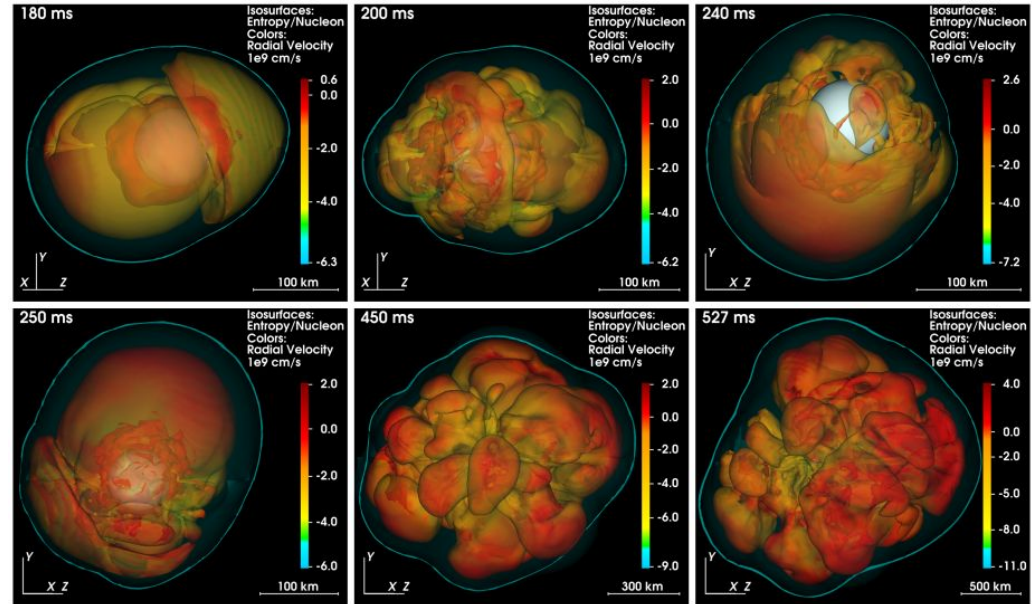 180 ms
Isosurfaces:
Entropy/Nucleon
Colors:
Radial Velocity
1e9 cm/s
0.6
0.0
-2.0
-4.0
-6.3
Y
X Z
100 km
200 ms
Isosurfaces:
Entropy/Nucleon
Colors:
Radial Velocity
1e9 cm/s
2.0
0.0
-2.0
-4.0
-6.2
Y
X Z
100 km
240 ms
Isosurfaces:
Entropy/Nucleon
Colors:
Radial Velocity
1e9 cm/s
2.6
0.0
-2.0
-4.0
-7.2
Y
X Z
100 km
250 ms
Isosurfaces:
Entropy/Nucleon
Colors:
Radial Velocity
1e9 cm/s
2.0
0.0
-2.0
-4.0
-6.0
Y
X Z
100 km
450 ms
Isosurfaces:
Entropy/Nucleon
Colors:
Radial Velocity
1e9 cm/s
2.0
0.0
-2.0
-4.0
-6.0
-9.0
Y
X Z
300 km
527 ms
Isosurfaces:
Entropy/Nucleon
Colors:
Radial Velocity
1e9 cm/s
4.0
0.0
-2.0
-5.0
-8.0
-11.0
Y
X Z
500 km